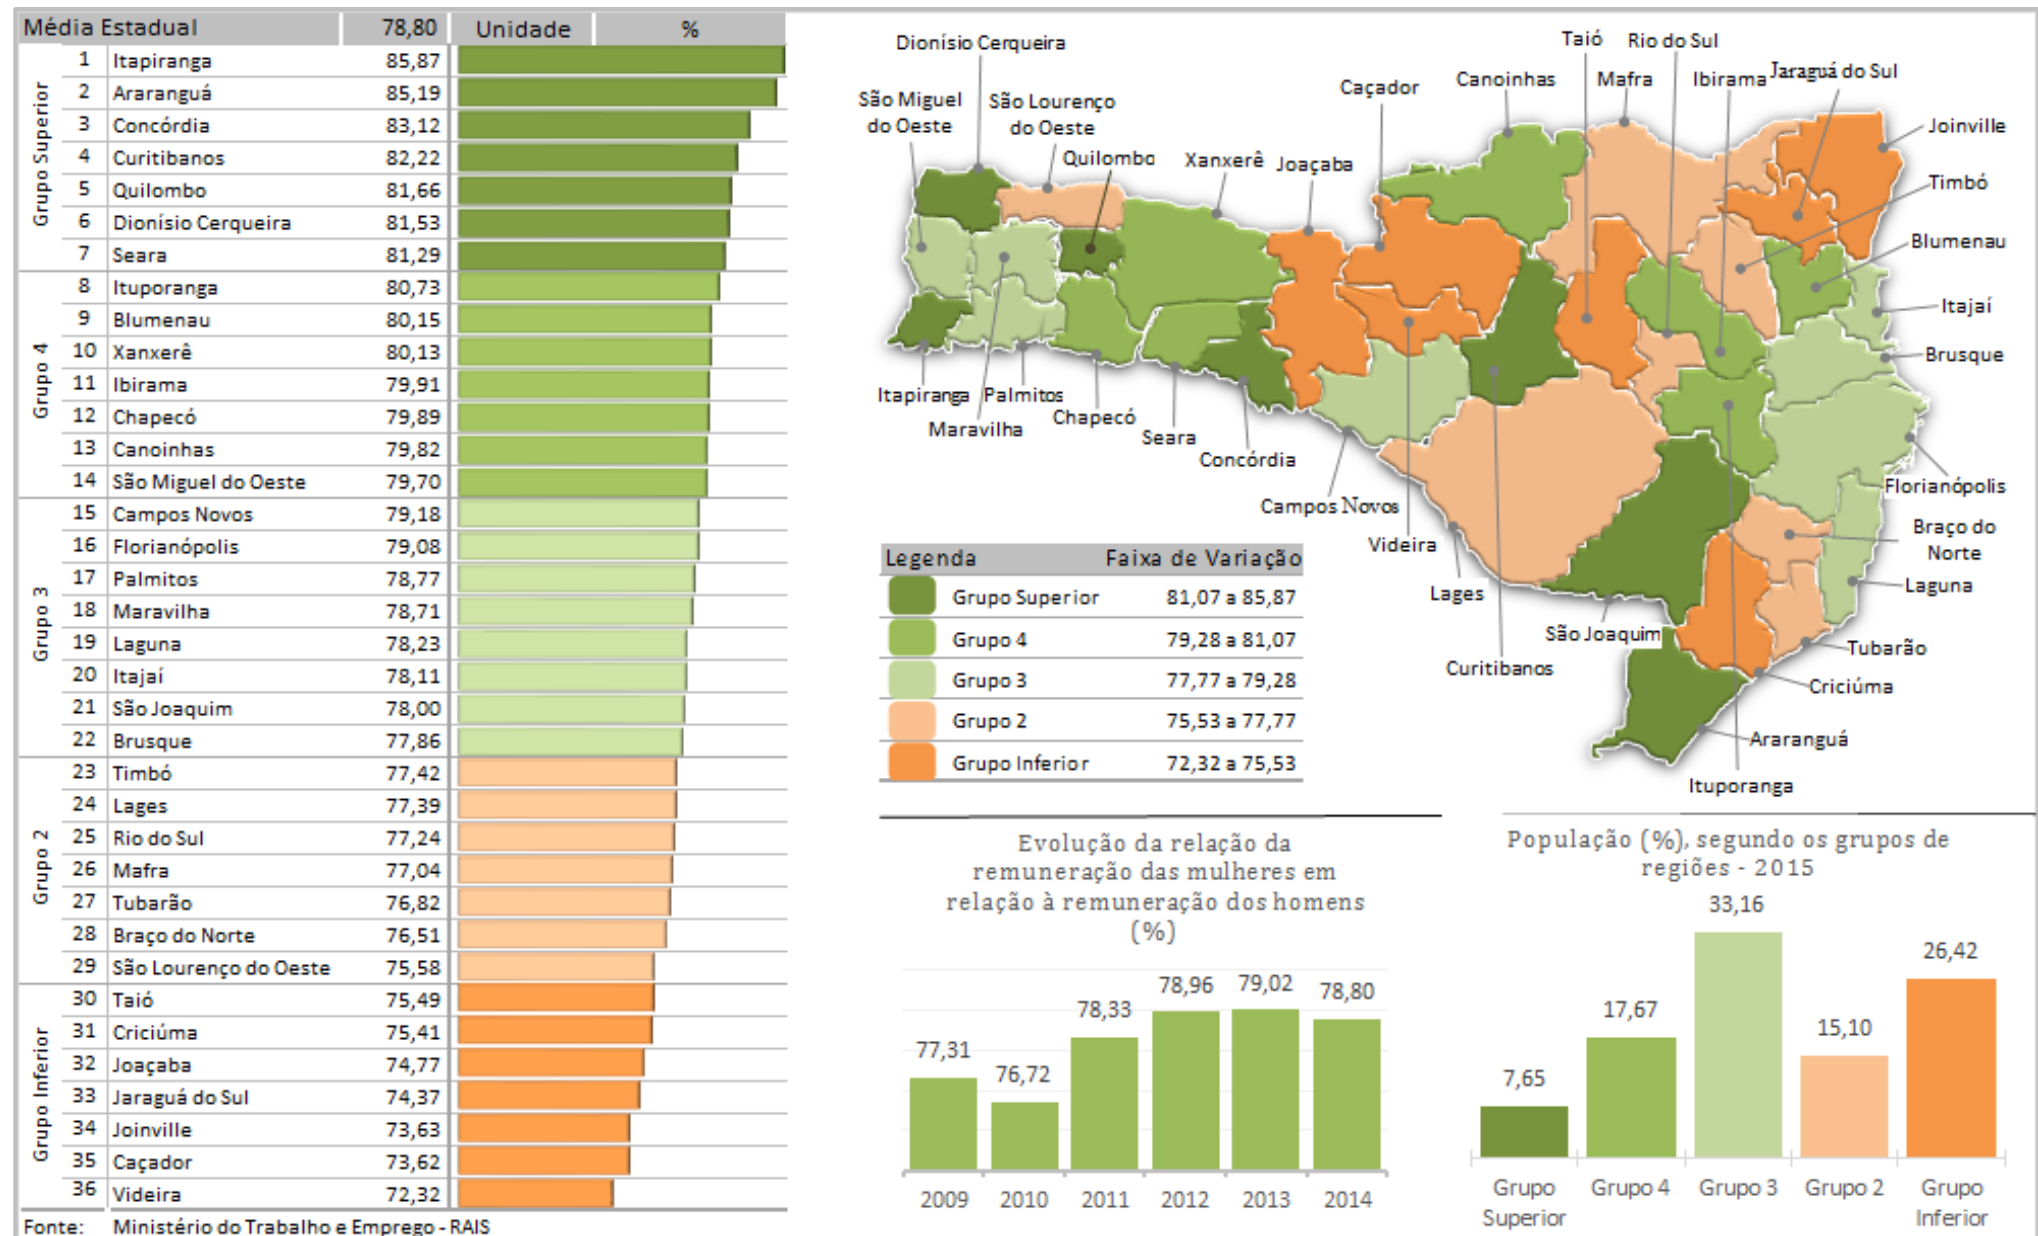 Média Estadual 78,80 Unidade %
Grupo Superior
1 Itapiranga 85,87
2 Araranguá 85,19
3 Concórdia 83,12
4 Curitibanos 82,22
5 Quilombo 81,66
6 Dionísio Cerqueira 81,53
7 Seara 81,29
Grupo 4
8 Ituporanga 80,73
9 Blumenau 80,15
10 Xanxerê 80,13
11 Ibirama 79,91
12 Chapecó 79,89
13 Canoinhas 79,82
14 São Miguel do Oeste 79,70
Grupo 3
15 Campos Novos 79,18
16 Florianópolis 79,08
17 Palmitos 78,77
18 Maravilha 78,71
19 Laguna 78,23
20 Itajaí 78,11
21 São Joaquim 78,00
22 Brusque 77,86
Grupo 2
23 Timbó 77,42
24 Lages 77,39
25 Rio do Sul 77,24
26 Mafra 77,04
27 Tubarão 76,82
28 Braço do Norte 76,51
29 São Lourenço do Oeste 75,58
Grupo Inferior
30 Taió 75,49
31 Criciúma 75,41
32 Joaçaba 74,77
33 Jaraguá do Sul 74,37
34 Joinville 73,63
35 Caçador 73,62
36 Videira 72,32
Fonte: Ministério do Trabalho e Emprego - RAIS
Dionísio Cerqueira
São Miguel
do Oeste
São Lourenço
do Oeste
Quilombo
Xanxerê
Joaçaba
Caçador
Canoinhas
Taió
Mafra
Rio do Sul
Ibirama
Jaraguá do Sul
Joinville
Timbó
Blumenau
Itajaí
Brusque
Florianópolis
Braço do
Norte
Laguna
Tubarão
Criciúma
Araranguá
Ituporanga
Itapiranga
Maravilha
Palmitos
Chapecó
Seara
Concórdia
Campos Novos
Videira
Lages
Curitibanos
São Joaquim
Legenda Faixa de Variação
Grupo Superior 81,07 a 85,87
Grupo 4 79,28 a 81,07
Grupo 3 77,77 a 79,28
Grupo 2 75,53 a 77,77
Grupo Inferior 72,32 a 75,53
Evolução da relação da
remuneração das mulheres em
relação à remuneração dos homens
(%)
77,31 76,72 78,33 78,96 79,02 78,80
2009 2010 2011 2012 2013 2014
População (%), segundo os grupos de
regiões - 2015
7,65 17,67 33,16 15,10 26,42
Grupo Grupo 4 Grupo 3 Grupo 2 Grupo
Superior Inferior